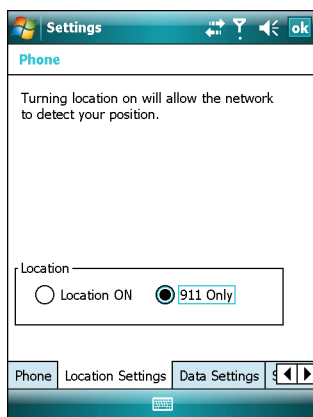 Settings
ok
Phone
Turning location on will allow the network
to detect your position.
Location
Location ON
911 Only
Phone
Location Settings
Data Settings